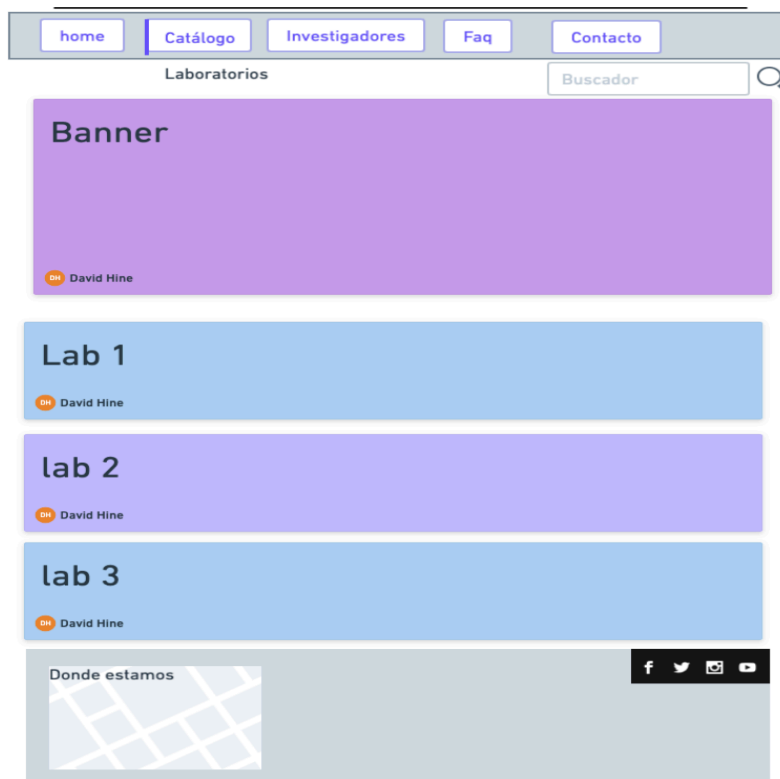 home Catálogo Investigadores Faq Contacto
Laboratorios Buscador
Banner
DH David Hine
Lab 1
DH David Hine
lab 2
DH David Hine
lab 3
DH David Hine
Donde estamos